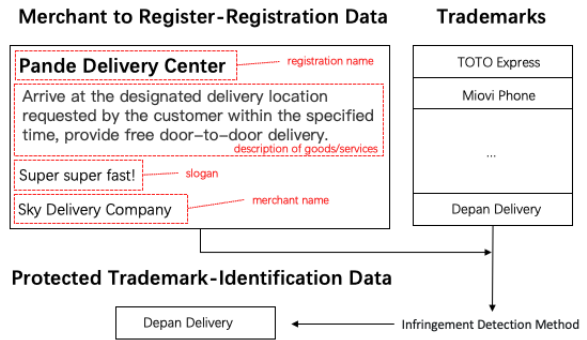 Merchant to Register-Registration Data
Trademarks
Pande Delivery Center
registration name
Arrive at the designated delivery location
requested by the customer within the specified
time, provide free door-to-door delivery.
description of goods/services
Super super fast!
slogan
Sky Delivery Company
merchant name
TOTO Express
Miovi Phone
...
Depan Delivery
Protected Trademark-Identification Data
Depan Delivery
Infringement Detection Method